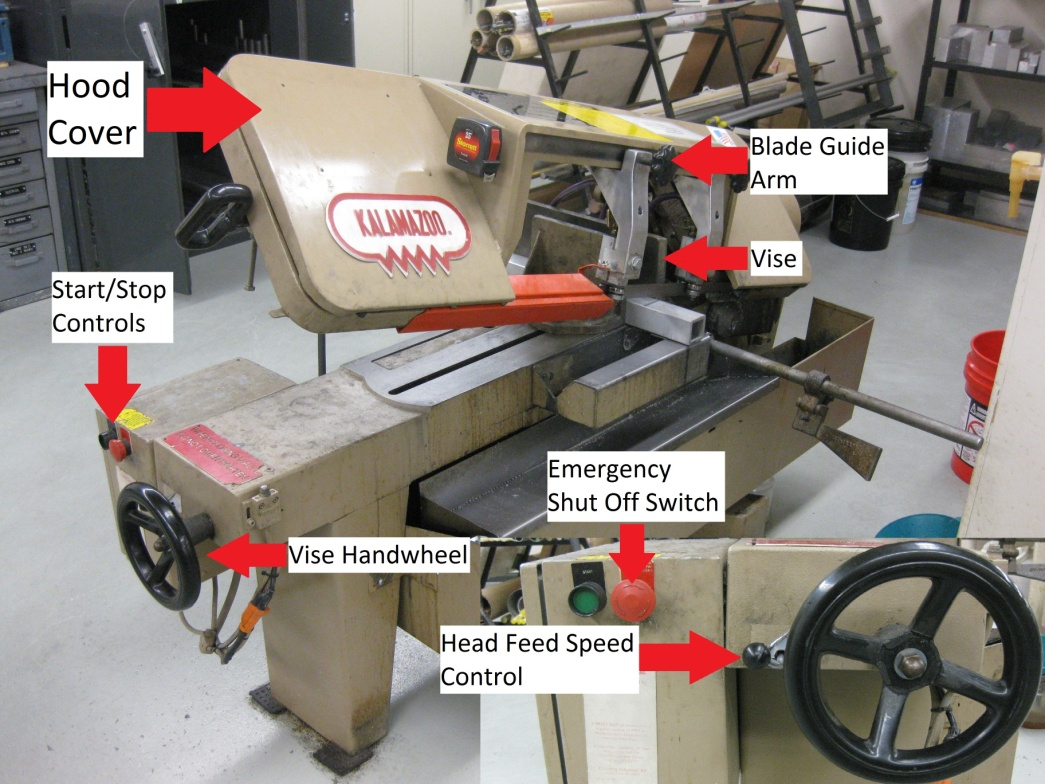 Hood
Cover
Blade Guide
Arm
KALAMAZOO
Vise
Start/Stop
Controls
Emergency
Shut Off Switch
Vise Handwheel
Head Feed Speed
Control